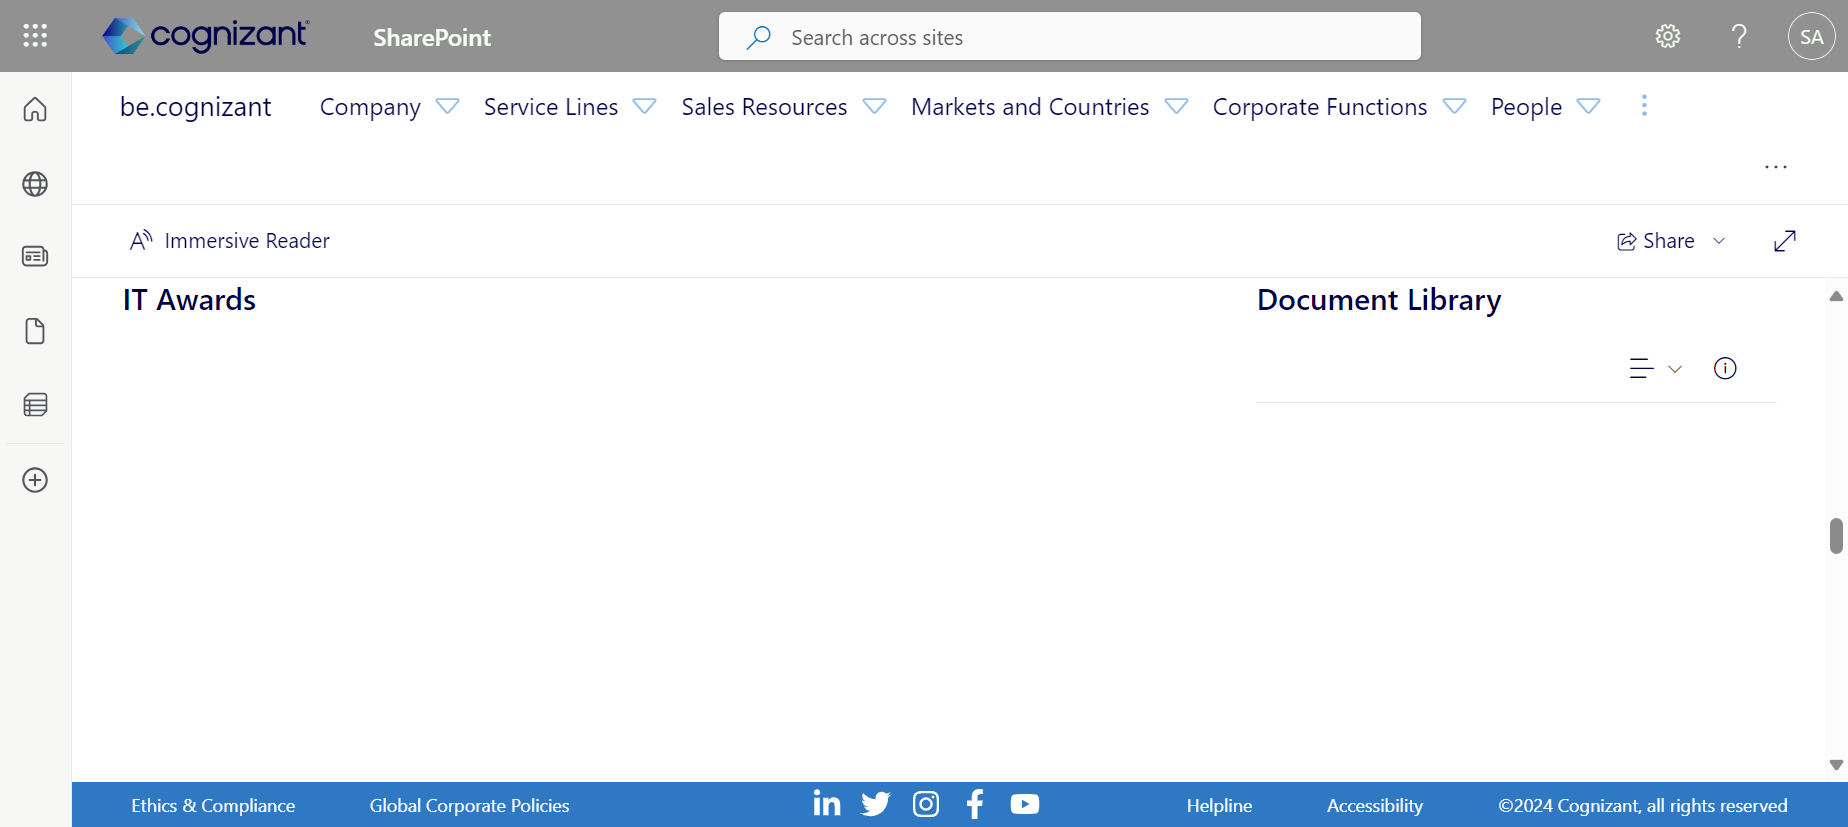 cognizant
SharePoint
Search across sites
SA
be.cognizant
Company
Service Lines
Sales Resources
Markets and Countries
Corporate Functions
People
Immersive Reader
Share
IT Awards
Document Library
Ethics & Compliance
Global Corporate Policies
Helpline
Accessibility
©2024 Cognizant, all rights reserved